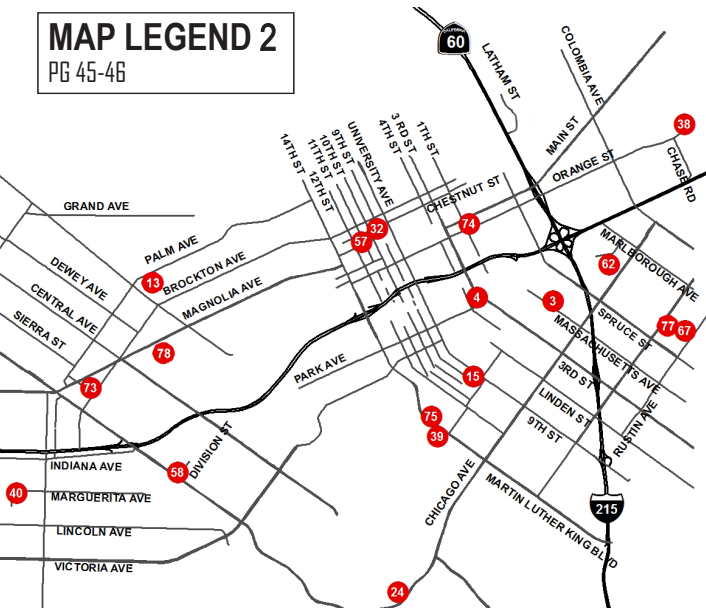 MAP LEGEND 2
PG 45-46
CALIFORNIA
60
LATHAM ST
COLOMBIA AVE
MAIN ST
38
ORANGE ST
CHASE RD
14TH ST
12TH ST
11TH ST
10TH ST
9TH ST
UNIVERSITY AVE
4TH ST
3 RD ST
1TH ST
CHESTNUT ST
74
GRAND AVE
PALM AVE
32
57
MARLBOROUGH AVE
62
DEWEY AVE
13
BROCKTON AVE
MAGNOLIA AVE
4
3
CENTRAL AVE
SIERRA ST
SPRUCE ST
77
67
MASSACHUSETTS AVE
78
PARK AVE
73
15
3RD ST
LINDEN ST
9TH ST
RUSTIN AVE
75
39
INDIANA AVE
58
DIVISION ST
40
MARGUERITA AVE
CHICAGO AVE
MARTIN LUTHER KING BLVD
215
LINCOLN AVE
VICTORIA AVE
24